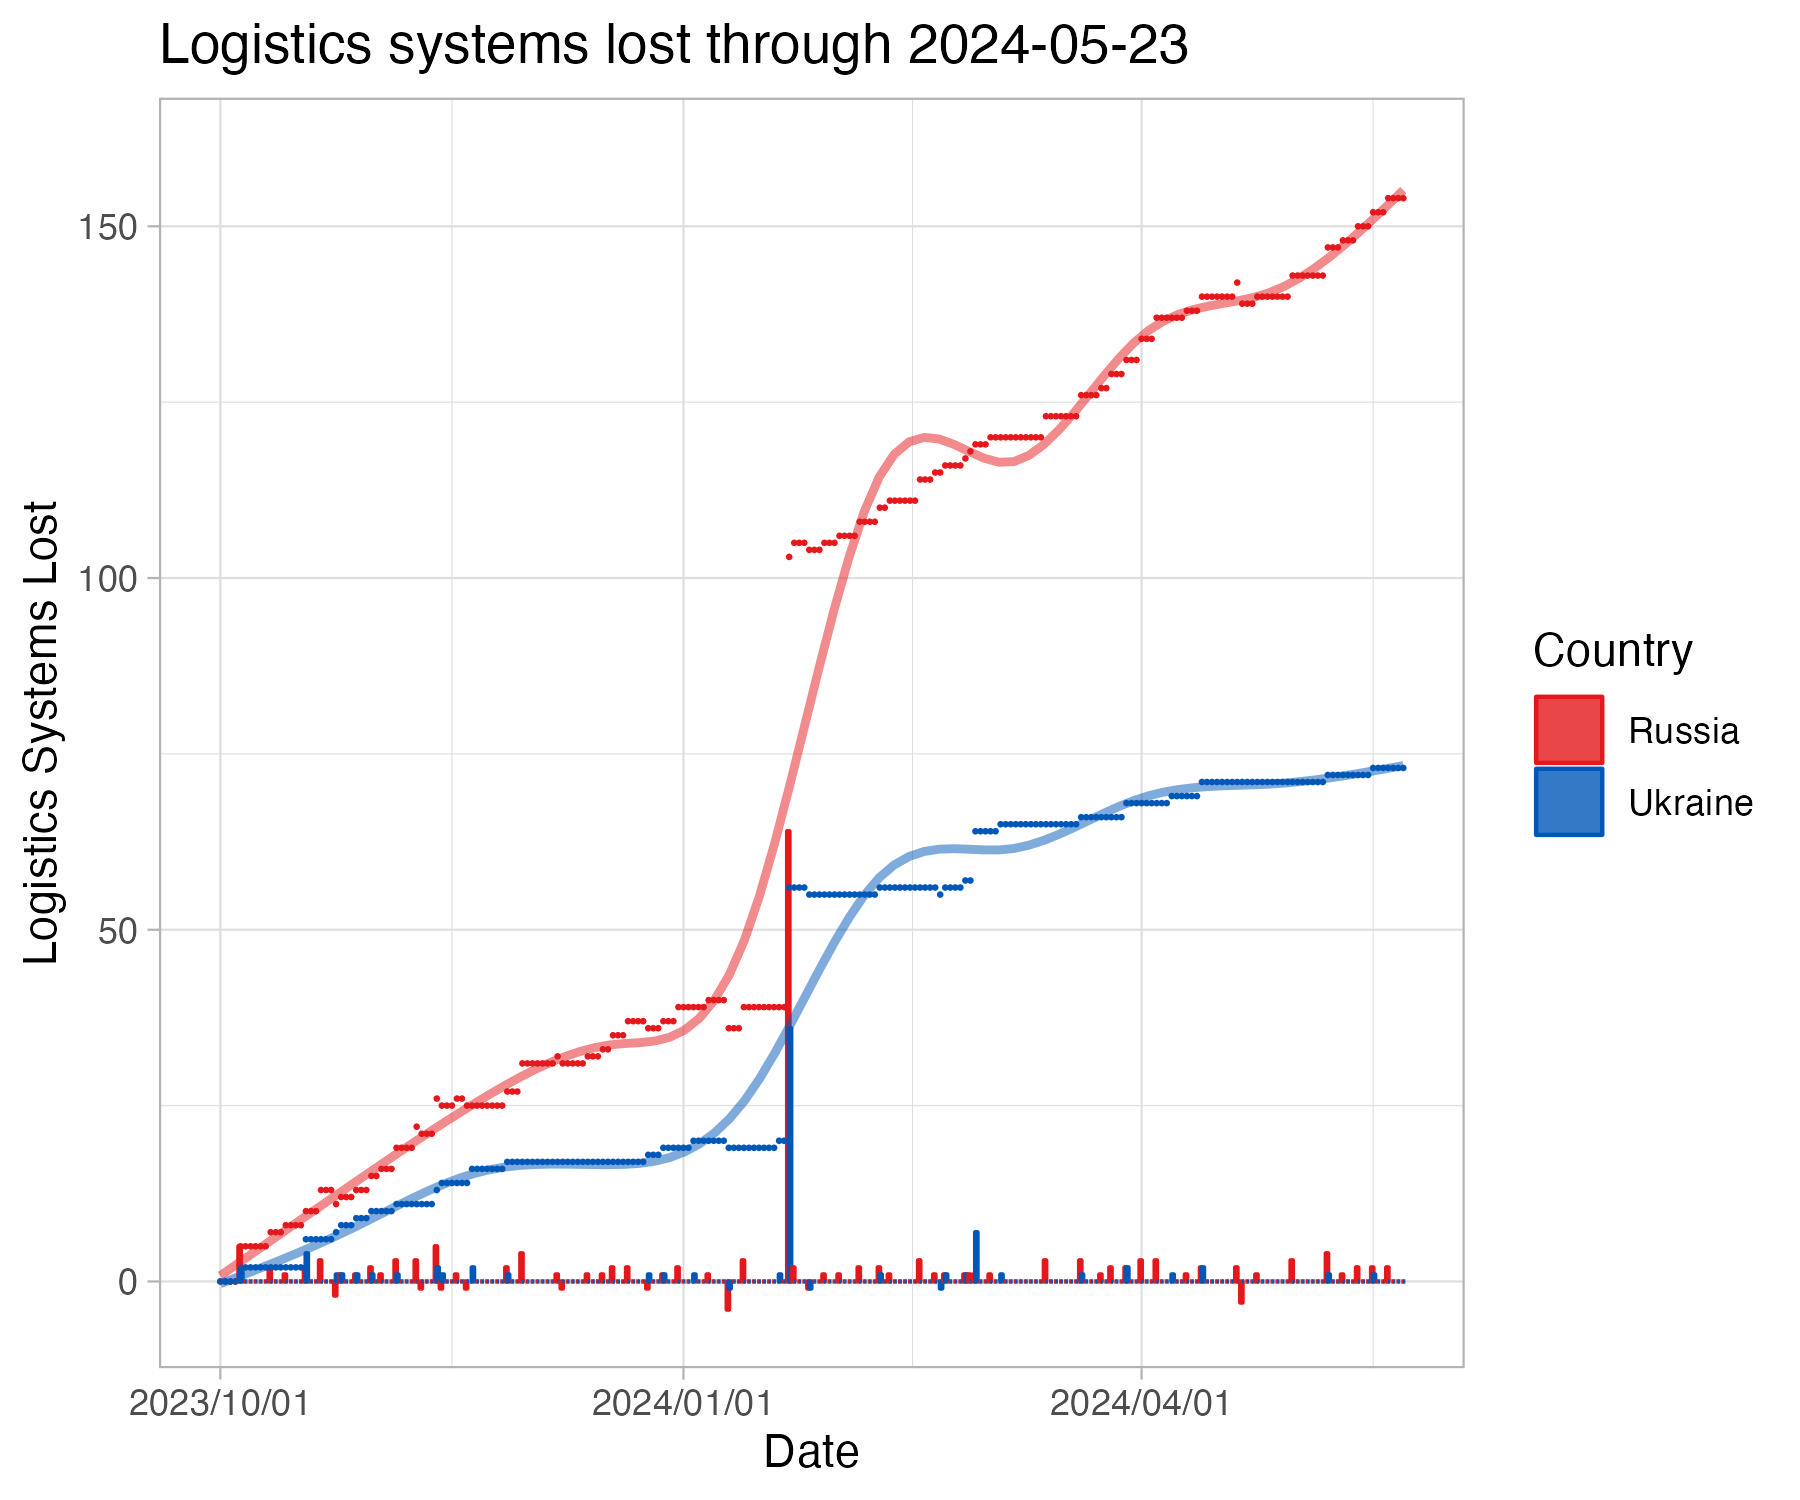 Logistics systems lost through 2024-05-23
Logistics Systems Lost
150
100
50
0
2023/10/01
2024/01/01
2024/04/01
Date
Country
Russia
Ukraine